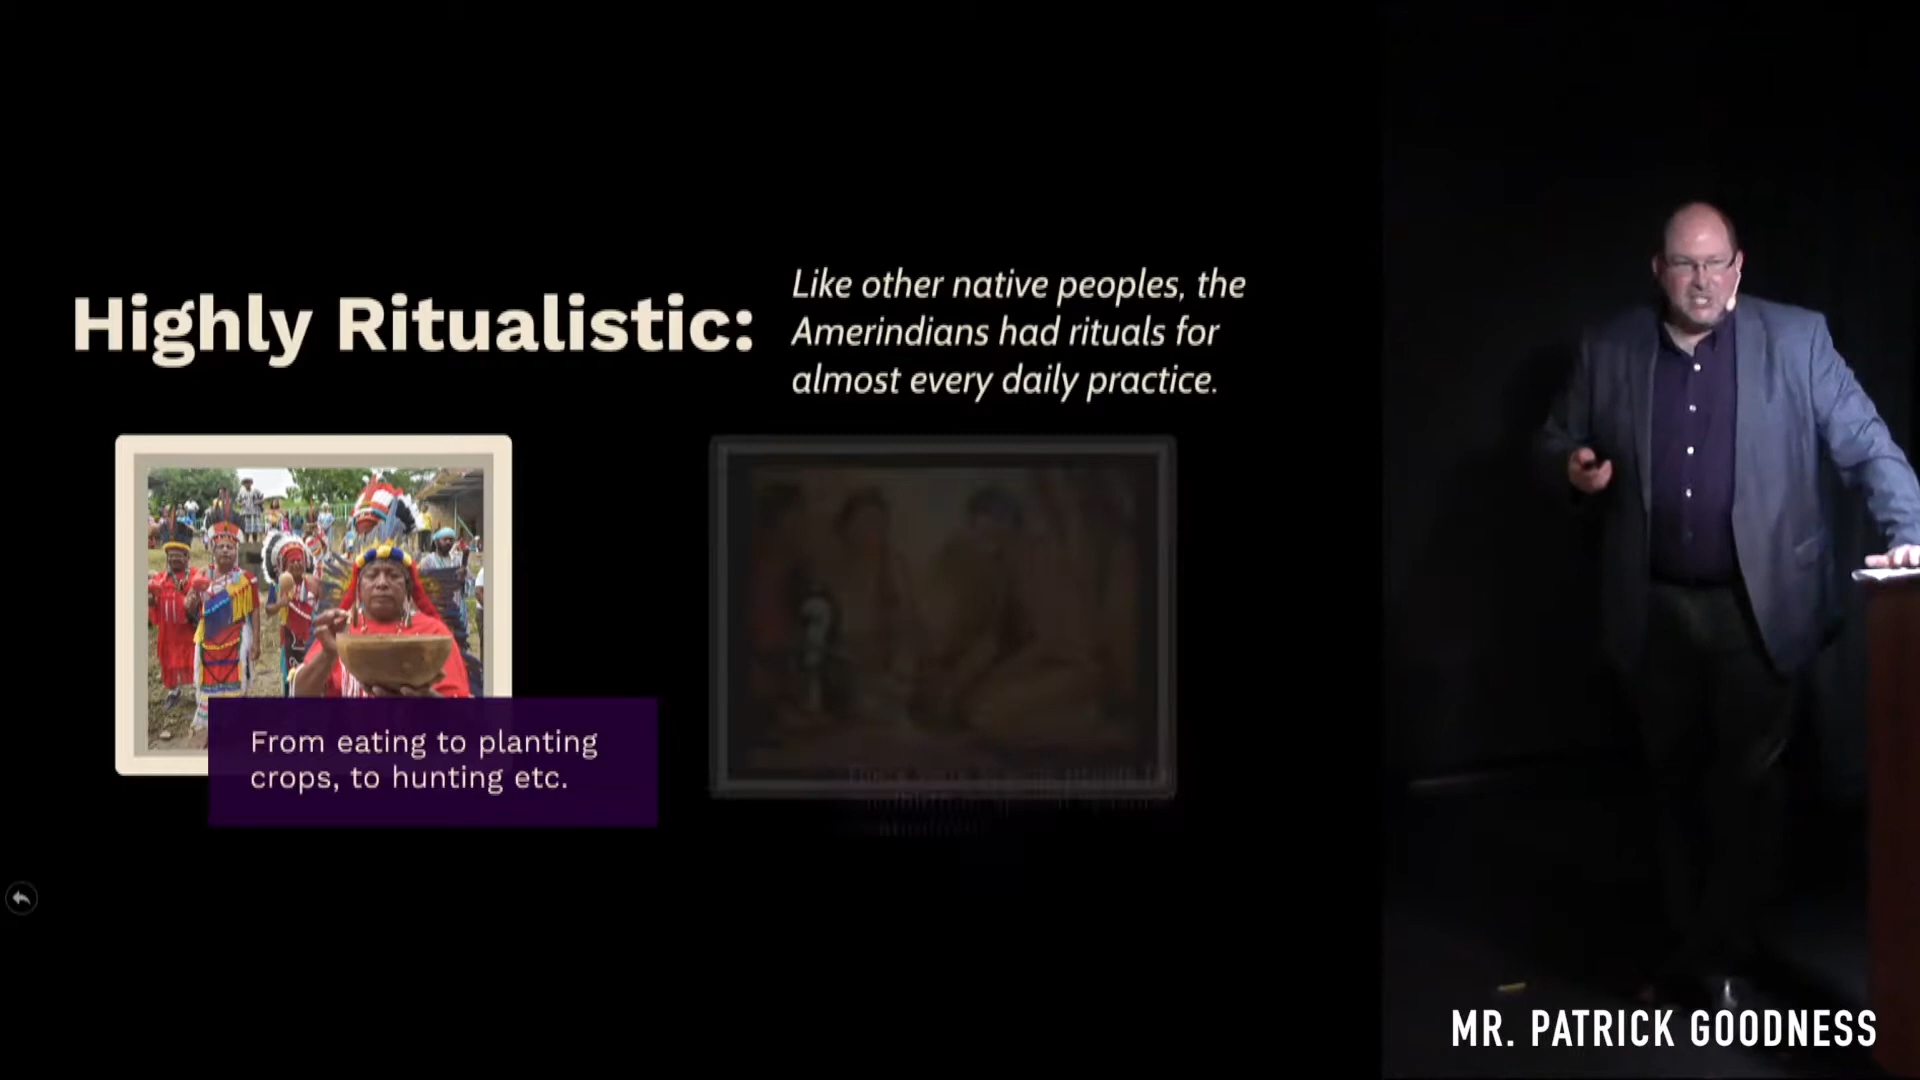 Highly Ritualistic:
Like other native peoples, the
Amerindians had rituals for
almost every daily practice.
From eating to planting
crops, to hunting etc.
MR. PATRICK GOODNESS